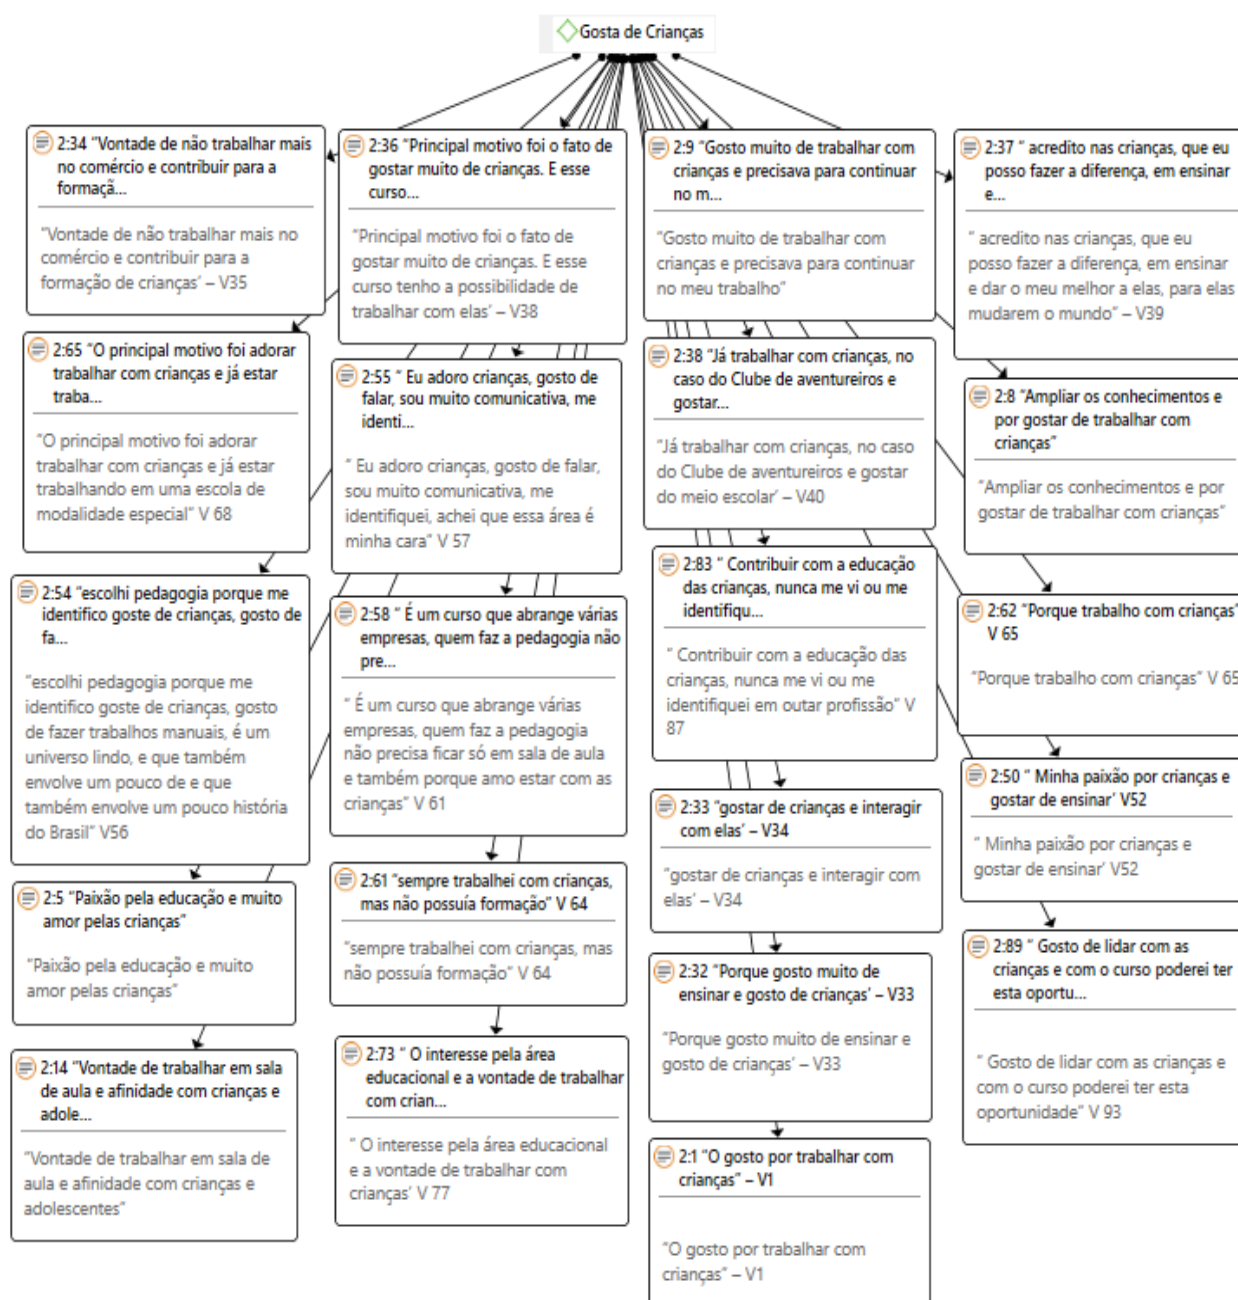 Gosta de Crianças
2:34 "Vontade de não trabalhar mais
no comércio e contribuir para a
formaçã...
"Vontade de não trabalhar mais no
comércio e contribuir para a
formação de crianças' – V35
2:65 "O principal motivo foi adorar
trabalhar com crianças e já estar
traba...
"O principal motivo foi adorar
trabalhar com crianças e já estar
trabalhando em uma escola de
modalidade especial" V 68
2:54 "escolhi pedagogia porque me
identifico goste de crianças, gosto de
fa...
"escolhi pedagogia porque me
identifico goste de crianças, gosto
de fazer trabalhos manuais, é um
universo lindo, e que também
envolve um pouco de e que
também envolve um pouco história
do Brasil" V56
2:5 "Paixão pela educação e muito
amor pelas crianças"
"Paixão pela educação e muito
amor pelas crianças"
2:14 "Vontade de trabalhar em sala
de aula e afinidade com crianças e
adole...
"Vontade de trabalhar em sala de
aula e afinidade com crianças e
adolescentes"
2:36 "Principal motivo foi o fato de
gostar muito de crianças. E esse
curso...
"Principal motivo foi o fato de
gostar muito de crianças. E esse
curso tenho a possibilidade de
trabalhar com elas' – V38
2:55 " Eu adoro crianças, gosto de
falar, sou muito comunicativa, me
identi...
" Eu adoro crianças, gosto de falar,
sou muito comunicativa, me
identifiquei, achei que essa área é
minha cara" V 57
2:58 " É um curso que abrange várias
empresas, quem faz a pedagogia não
pre...
" É um curso que abrange várias
empresas, quem faz a pedagogia
não precisa ficar só em sala de aula
e também porque amo estar com as
crianças" V 61
2:61 "sempre trabalhei com crianças,
mas não possuía formação" V 64
"sempre trabalhei com crianças, mas
não possuía formação" V 64
2:73 " O interesse pela área
educacional e a vontade de trabalhar
com crian...
" O interesse pela área educacional
e a vontade de trabalhar com
crianças' V 77
2:9 "Gosto muito de trabalhar com
crianças e precisava para continuar
no m...
"Gosto muito de trabalhar com
crianças e precisava para continuar
no meu trabalho"
2:38 "Já trabalhar com crianças, no
caso do Clube de aventureiros e
gostar...
"Já trabalhar com crianças, no caso
do Clube de aventureiros e gostar
do meio escolar' – V40
2:83 " Contribuir com a educação
das crianças, nunca me vi ou me
identifiqu...
" Contribuir com a educação das
crianças, nunca me vi ou me
identifiquei em outar profissão" V
87
2:33 "gostar de crianças e interagir
com elas' – V34
"gostar de crianças e interagir com
elas' – V34
2:32 "Porque gosto muito de
ensinar e gosto de crianças' – V33
"Porque gosto muito de ensinar e
gosto de crianças' – V33
2:1 "O gosto por trabalhar com
crianças" – V1
"O gosto por trabalhar com
crianças" – V1
2:37 " acredito nas crianças, que eu
posso fazer a diferença, em ensinar
e...
" acredito nas crianças, que eu
posso fazer a diferença, em ensinar
e dar o meu melhor a elas, para elas
mudarem o mundo" – V39
2:8 "Ampliar os conhecimentos e
por gostar de trabalhar com
crianças"
"Ampliar os conhecimentos e por
gostar de trabalhar com crianças"
2:62 "Porque trabalho com crianças"
V 65
"Porque trabalho com crianças" V 65
2:50 " Minha paixão por crianças e
gostar de ensinar' V52
" Minha paixão por crianças e
gostar de ensinar' V52
2:89 " Gosto de lidar com as
crianças e com o curso poderei ter
esta oportu...
" Gosto de lidar com as crianças e
com o curso poderei ter esta
oportunidade" V 93